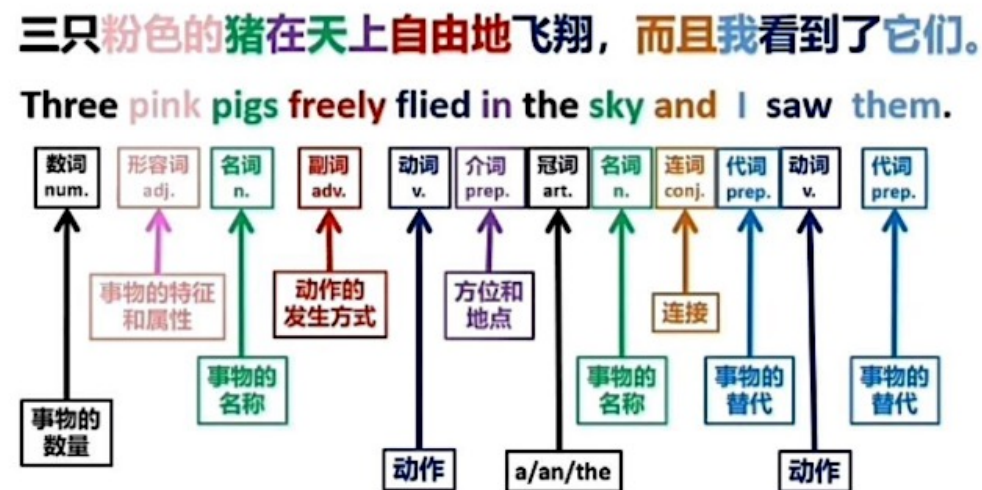 三只粉色的猪在天上自由地飞翔，而且我看到了它们。
Three pink pigs freely flied in the sky and I saw them.
数词 形容词 名词 副词 动词 介词 冠词 名词 连词 代词 动词 代词
num. adj. n. adv. v. prep. art. n. conj. prep. v. prep.
事物的特征 动作的 方位和
和属性 发生方式 地点 连接
事物的 事物的 事物的 事物的
名称 名称 替代 替代
事物的
数量
动作 a/an/the 动作